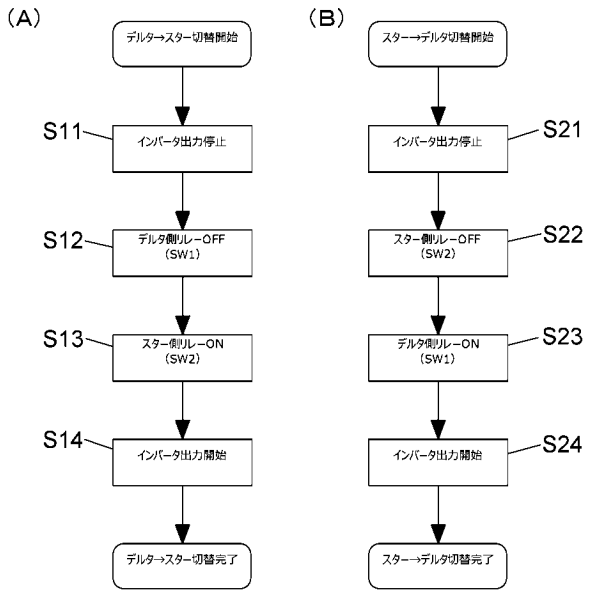 (A)
デルタ→スター切替開始
S11
インバータ出力停止
S12
デルタ側リレーOFF
(SW1)
S13
スター側リレーON
(SW2)
S14
インバータ出力開始
デルタ→スター切替完了
(B)
スター→デルタ切替開始
S21
インバータ出力停止
S22
スター側リレーOFF
(SW2)
S23
デルタ側リレーON
(SW1)
S24
インバータ出力開始
スター→デルタ切替完了